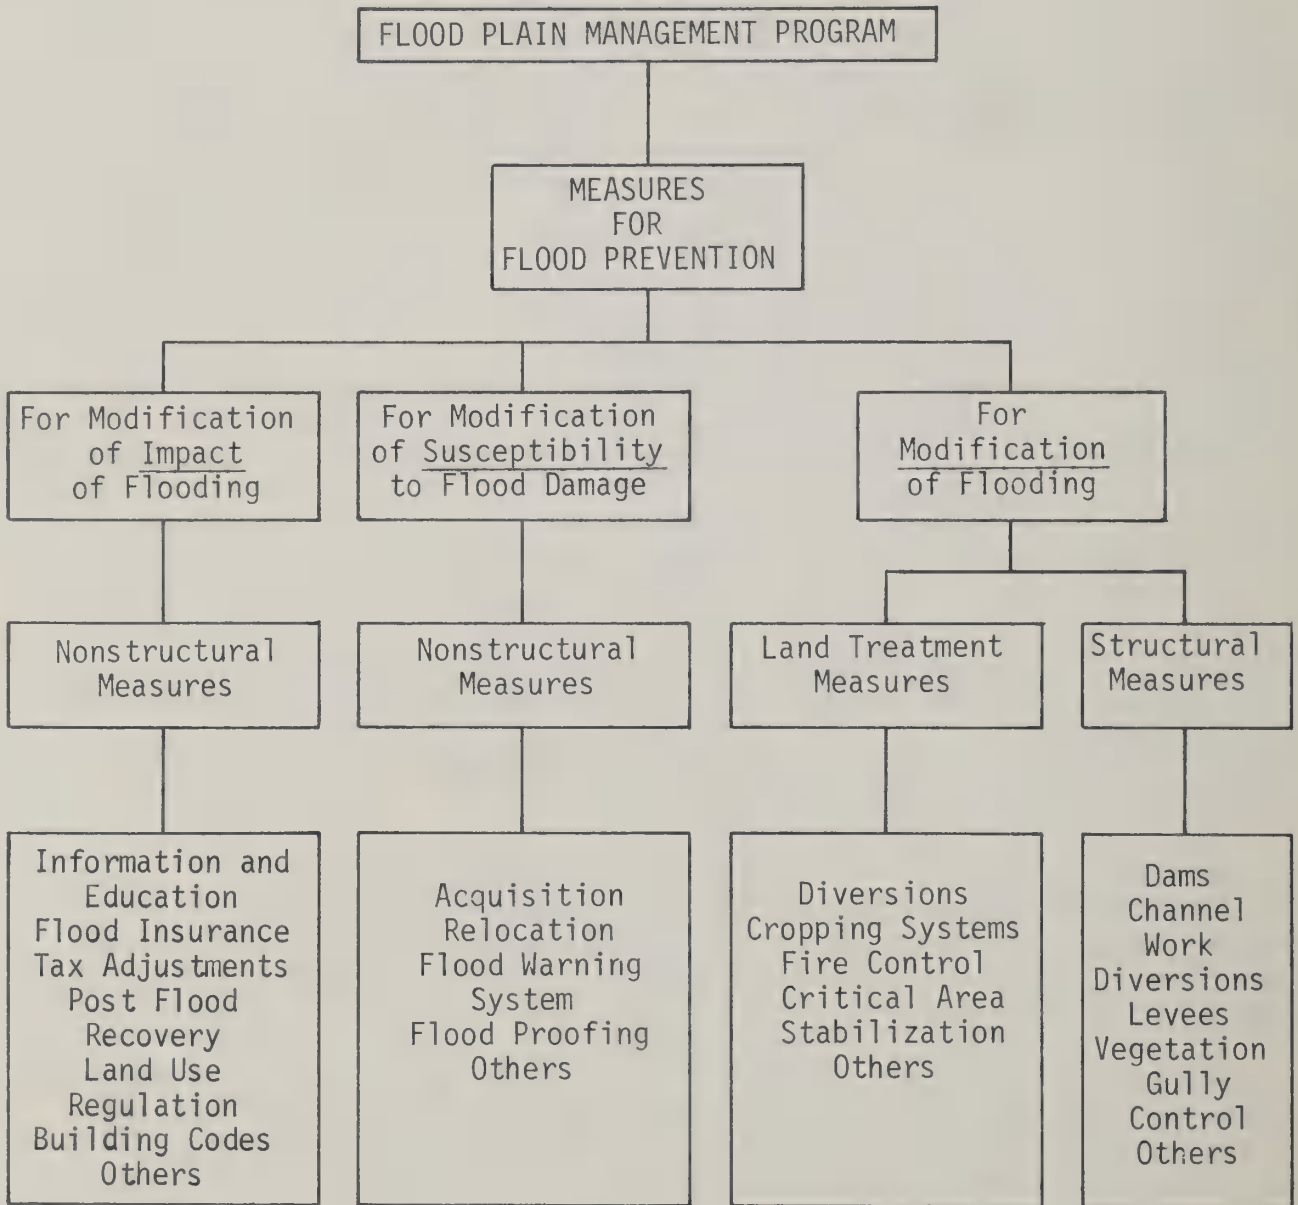 FLOOD PLAIN MANAGEMENT PROGRAM
MEASURES
FOR
FLOOD PREVENTION
For Modification
of Impact
of Flooding
For Modification
of Susceptibility
to Flood Damage
For
Modification
of Flooding
Nonstructural
Measures
Nonstructural
Measures
Land Treatment
Measures
Structural
Measures
Information and
Education
Flood Insurance
Tax Adjustments
Post Flood
Recovery
Land Use
Regulation
Building Codes
Others
Acquisition
Relocation
Flood Warning
System
Flood Proofing
Others
Diversions
Cropping Systems
Fire Control
Critical Area
Stabilization
Others
Dams
Channel
Work
Diversions
Levees
Vegetation
Gully
Control
Others